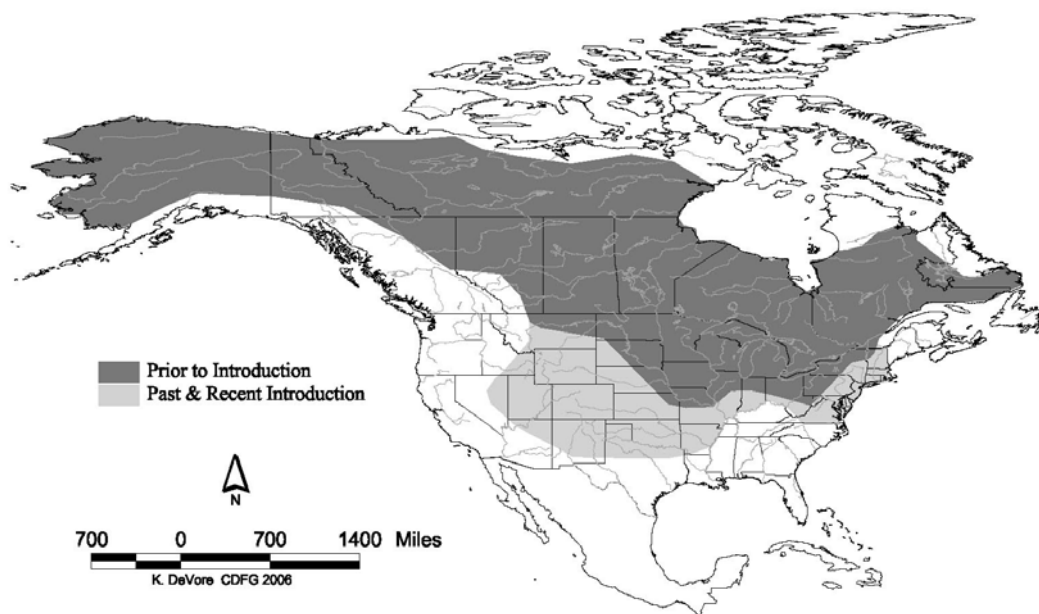 Prior to Introduction
Past & Recent Introduction
N
700 0 700 1400 Miles
K. DeVore CDFG 2006